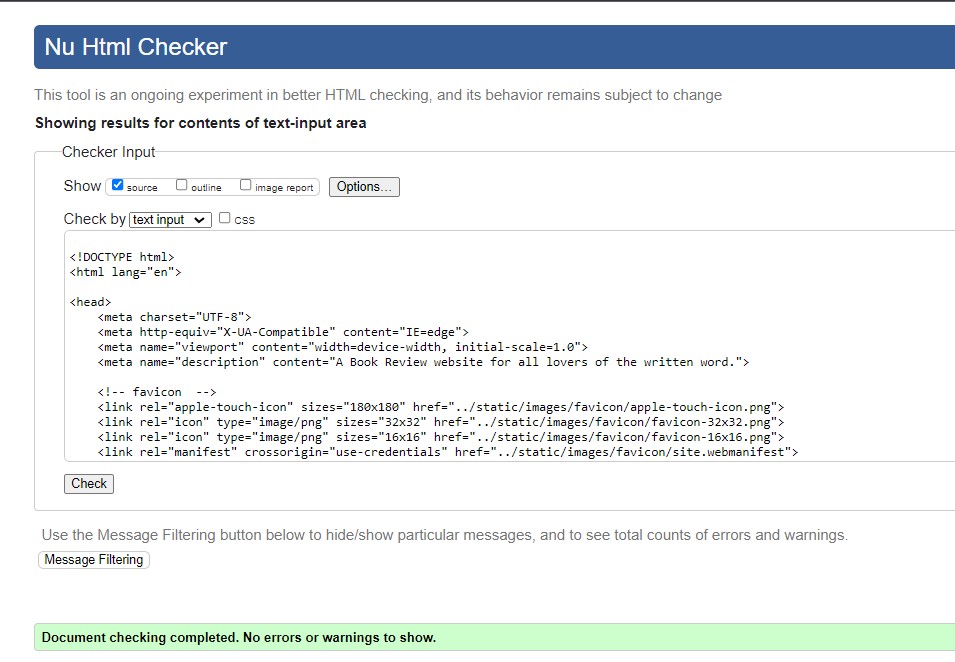 Nu Html Checker
This tool is an ongoing experiment in better HTML checking, and its behavior remains subject to change
Showing results for contents of text-input area
Checker Input
Show source outline image report Options...
Check by text input css
<!DOCTYPE html>
<html lang="en">
<head>
<meta charset="UTF-8">
<meta http-equiv="X-UA-Compatible" content="IE=edge">
<meta name="viewport" content="width=device-width, initial-scale=1.0">
<meta name="description" content="A Book Review website for all lovers of the written word.">
<!-- favicon  -->
<link rel="apple-touch-icon" sizes="180x180" href="../static/images/favicon/apple-touch-icon.png">
<link rel="icon" type="image/png" sizes="32x32" href="../static/images/favicon/favicon-32x32.png">
<link rel="icon" type="image/png" sizes="16x16" href="../static/images/favicon/favicon-16x16.png">
<link rel="manifest" crossorigin="use-credentials" href="../static/images/favicon/site.webmanifest">
Check
Use the Message Filtering button below to hide/show particular messages, and to see total counts of errors and warnings.
Message Filtering
Document checking completed. No errors or warnings to show.